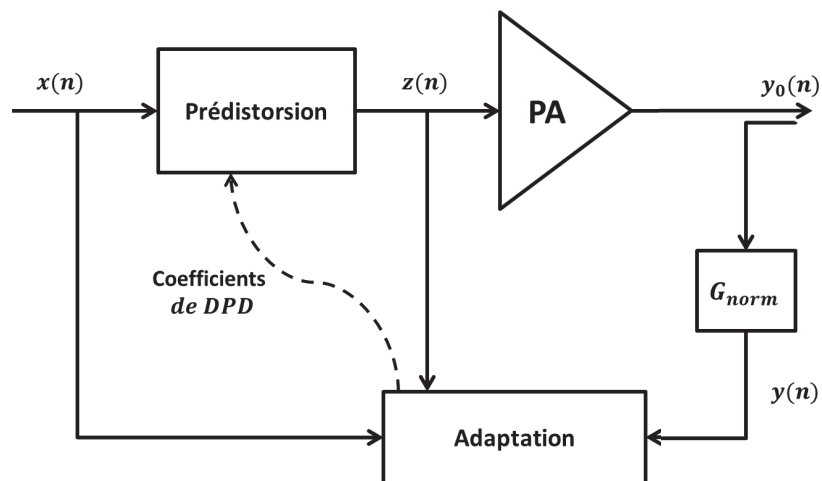 x(n)
Prédistorsion
z(n)
PA
y₀(n)
Coefficients
de DPD
Gₙₒᵣₘ
y(n)
Adaptation